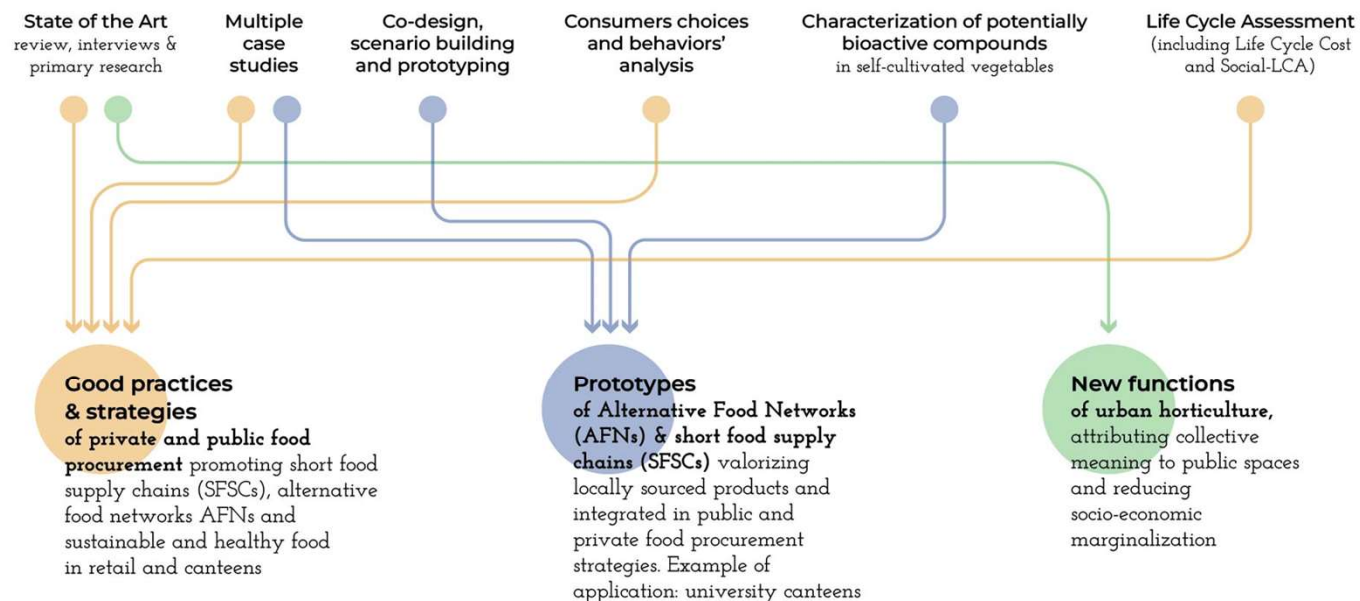 State of the Art
review, interviews &
primary research
Multiple
case
studies
Co-design,
scenario building
and prototyping
Consumers choices
and behaviors’
analysis
Characterization of potentially
bioactive compounds
in self-cultivated vegetables
Life Cycle Assessment
(including Life Cycle Cost
and Social-LCA)
Good practices
& strategies
of private and public food
procurement promoting short food
supply chains (SFSCs), alternative
food networks AFNs and
sustainable and healthy food
in retail and canteens
Prototypes
of Alternative Food Networks
(AFNs) & short food supply
chains (SFSCs) valorizing
locally sourced products and
integrated in public and
private food procurement
strategies. Example of
application: university canteens
New functions
of urban horticulture,
attributing collective
meaning to public spaces
and reducing
socio-economic
marginalization